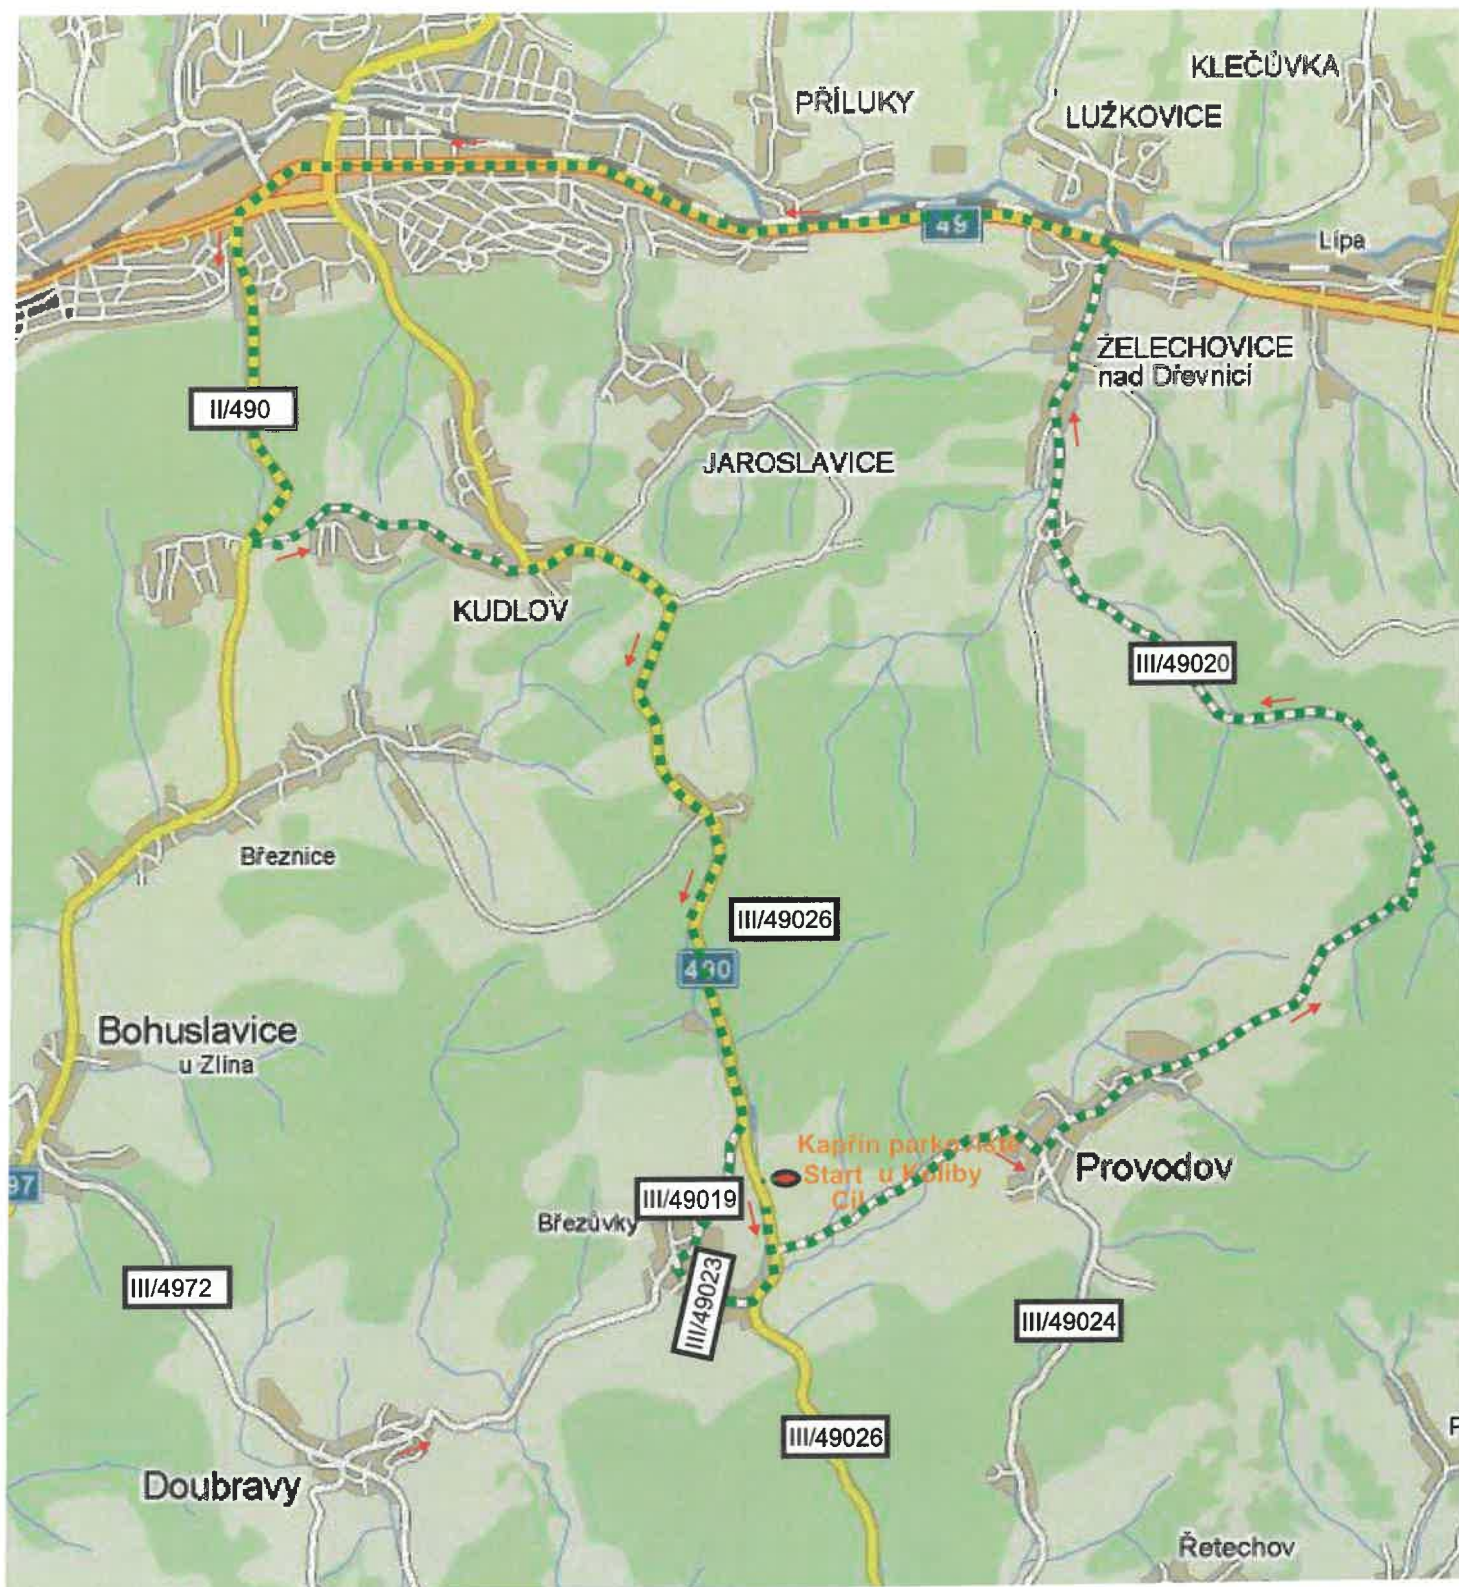 KLEČŮVKA
PŘÍLUKY
LUŽKOVICE
49
Lípa
ŽELECHOVICE
nad Dřevnicí
II/490
JAROSLAVICE
KUDLOV
III/49020
Březnice
III/49026
490
Bohuslavice
u Zlína
Kapřín parkoviště
Start u Koliby
Cíl
Provodov
97
III/49019
Březůvky
III/49023
III/4972
III/49024
III/49026
P
Doubravy
Řetechov